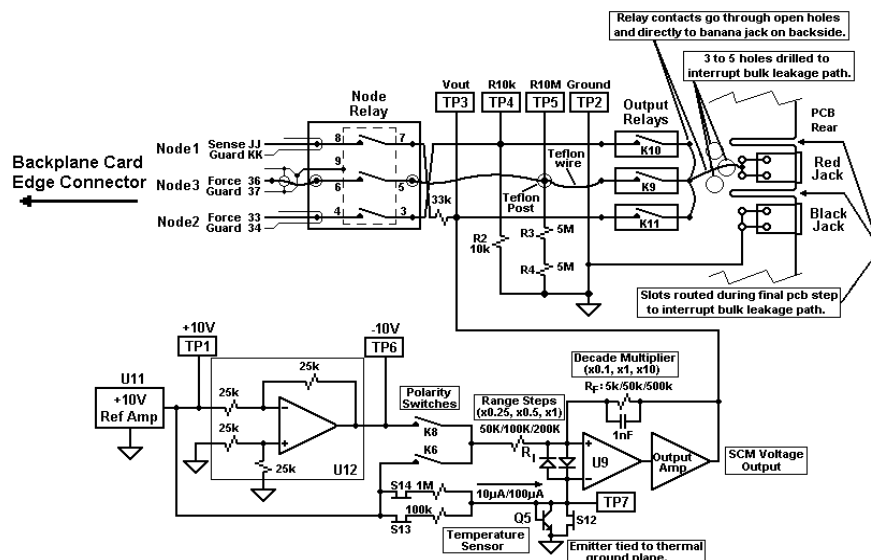 Relay contacts go through open holes
and directly to banana jack on backside.
3 to 5 holes drilled to
interrupt bulk leakage path.
Vout R10k R10M Ground
TP3 TP4 TP5 TP2
Node
Relay
Output
Relays
PCB
Rear
Backplane Card
Edge Connector
Node1 Sense JJ
Guard KK
8 7
9
Node3 Force 36
Guard 37
6 5
Node2 Force 33
Guard 34
4 3
33k
Teflon
wire
Teflon
Post
K10
K9
K11
Red
Jack
Black
Jack
R2
10k
R3 5M
R4 5M
Slots routed during final pcb step
to interrupt bulk leakage path.
+10V
TP1
-10V
TP6
U11
+10V
Ref Amp
25k
25k
25k
25k
U12
Polarity
Switches
K8
K6
Range Steps
(x0.25, x0.5, x1)
50K/100K/200K
RI
Decade Multiplier
(x0.1, x1, x10)
RF: 5k/50k/500k
1nF
U9
Output
Amp
SCM Voltage
Output
S14 1M
100k
S13
10µA/100µA
TP7
Q5
S12
Temperature
Sensor
Emitter tied to thermal
ground plane.